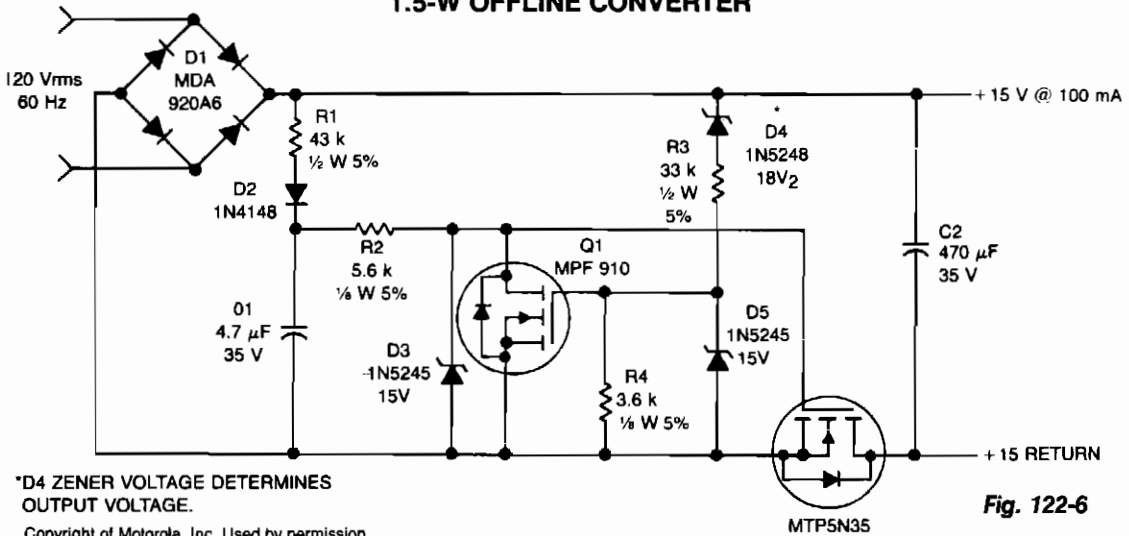 1.5-W OFFLINE CONVERTER
120 Vrms
60 Hz
D1
MDA
920A6
R1
43 k
½ W 5%
D2
1N4148
R2
5.6 k
⅛ W 5%
01
4.7 µF
35 V
D3
1N5245
15V
Q1
MPF 910
R3
33 k
½ W
5%
*
D4
1N5248
18V2
R4
3.6 k
⅛ W 5%
D5
1N5245
15V
+ 15 V @ 100 mA
C2
470 µF
35 V
+ 15 RETURN
MTP5N35
*D4 ZENER VOLTAGE DETERMINES
OUTPUT VOLTAGE.
Copyright of Motorola, Inc. Used by permission
Fig. 122-6